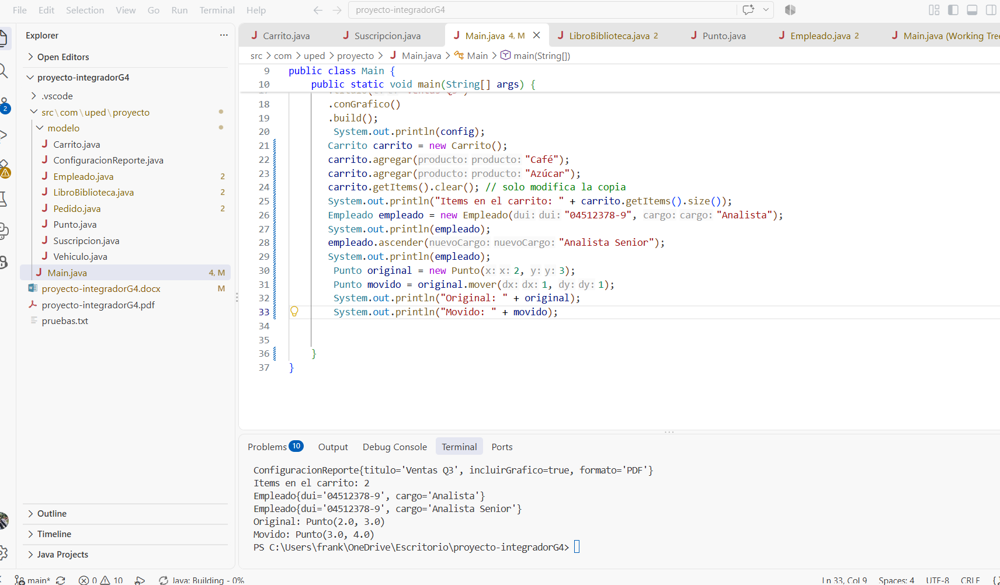 File Edit Selection View Go Run Terminal Help
proyecto-integradorG4
Explorer
Open Editors
proyecto-integradorG4
.vscode
src\com\uped\proyecto
modelo
Carrito.java
ConfiguracionReporte.java
Empleado.java 2
LibroBiblioteca.java 2
Pedido.java 2
Punto.java
Suscripcion.java
Vehiculo.java
Main.java 4, M
proyecto-integradorG4.docx M
proyecto-integradorG4.pdf
pruebas.txt
Outline
Timeline
Java Projects
2
Carrito.java Suscripcion.java Main.java 4, M LibroBiblioteca.java 2 Punto.java Empleado.java 2 Main.java (Working Tree
src > com > uped > proyecto > Main.java > Main > main(String[])
9 public class Main {
10 public static void main(String[] args) {
18 .conGrafico()
19 .build();
20 System.out.println(config);
21 Carrito carrito = new Carrito();
22 carrito.agregar(producto: producto: "Café");
23 carrito.agregar(producto: producto: "Azúcar");
24 carrito.getItems().clear(); // solo modifica la copia
25 System.out.println("Items en el carrito: " + carrito.getItems().size());
26 Empleado empleado = new Empleado(dui: dui: "04512378-9", cargo: cargo: "Analista");
27 System.out.println(empleado);
28 empleado.ascender(nuevoCargo: nuevoCargo: "Analista Senior");
29 System.out.println(empleado);
30 Punto original = new Punto(x: x: 2, y: y: 3);
31 Punto movido = original.mover(dx: dx: 1, dy: dy: 1);
32 System.out.println("Original: " + original);
33 System.out.println("Movido: " + movido);
34
35
36 }
37 }
Problems 10 Output Debug Console Terminal Ports
ConfiguracionReporte{titulo='Ventas Q3', incluirGrafico=true, formato='PDF'}
Items en el carrito: 2
Empleado{dui='04512378-9', cargo='Analista'}
Empleado{dui='04512378-9', cargo='Analista Senior'}
Original: Punto(2.0, 3.0)
Movido: Punto(3.0, 4.0)
PS C:\Users\frank\OneDrive\Escritorio\proyecto-integradorG4>
main* 0 10 Java: Building - 0% Ln 33, Col 9 Spaces: 4 UTF-8 CRLF {}